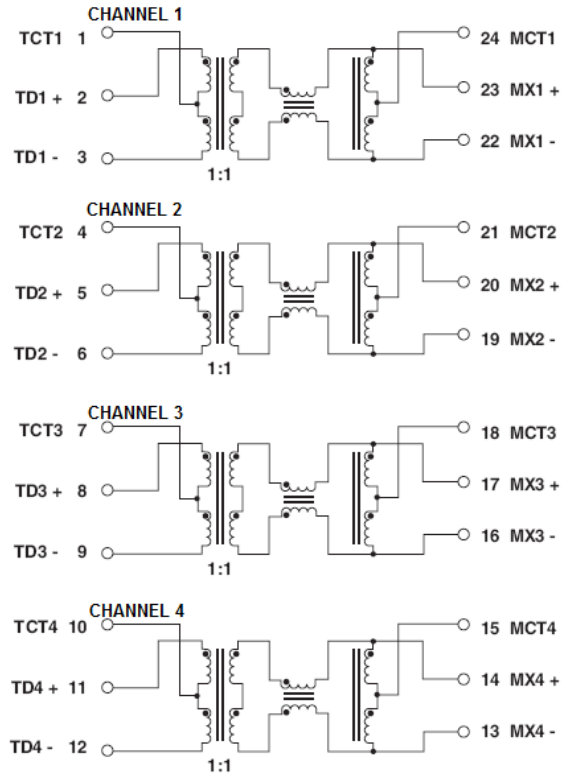 CHANNEL 1
TCT1 1 24 MCT1
TD1 + 2 23 MX1 +
TD1 - 3 22 MX1 -
1:1
CHANNEL 2
TCT2 4 21 MCT2
TD2 + 5 20 MX2 +
TD2 - 6 19 MX2 -
1:1
CHANNEL 3
TCT3 7 18 MCT3
TD3 + 8 17 MX3 +
TD3 - 9 16 MX3 -
1:1
CHANNEL 4
TCT4 10 15 MCT4
TD4 + 11 14 MX4 +
TD4 - 12 13 MX4 -
1:1